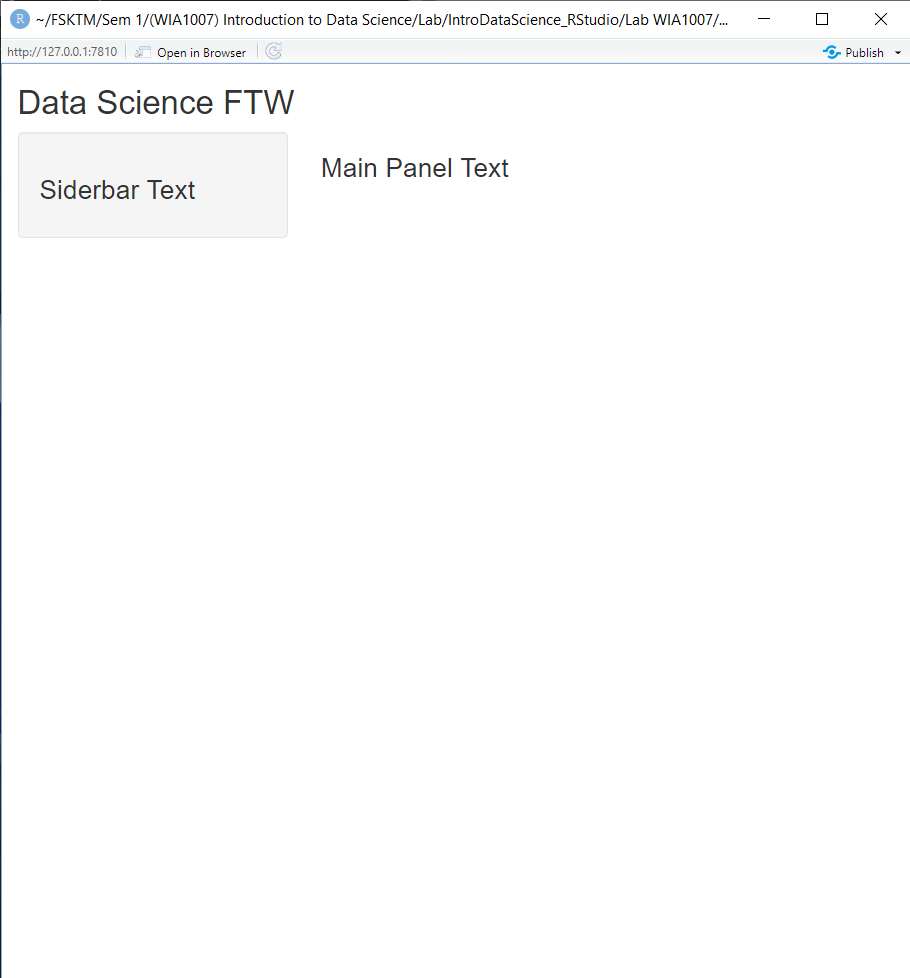 R ~/FSKTM/Sem 1/(WIA1007) Introduction to Data Science/Lab/IntroDataScience_RStudio/Lab WIA1007/...
http://127.0.0.1:7810 Open in Browser Publish
Data Science FTW
Siderbar Text
Main Panel Text